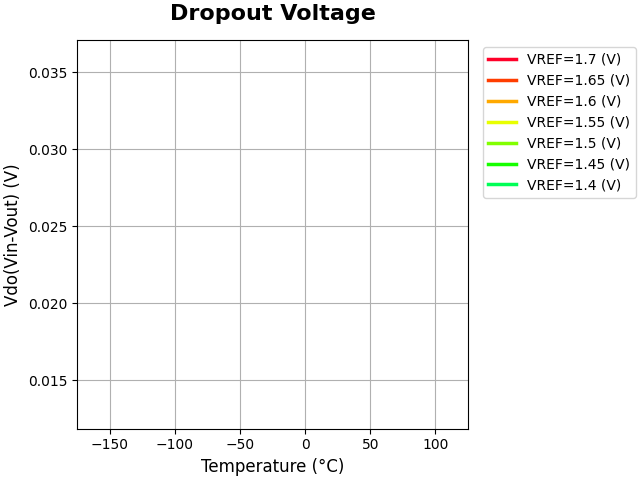 Dropout Voltage
Vdo(Vin-Vout) (V)
0.035
0.030
0.025
0.020
0.015
−150
−100
−50
0
50
100
Temperature (°C)
VREF=1.7 (V)
VREF=1.65 (V)
VREF=1.6 (V)
VREF=1.55 (V)
VREF=1.5 (V)
VREF=1.45 (V)
VREF=1.4 (V)